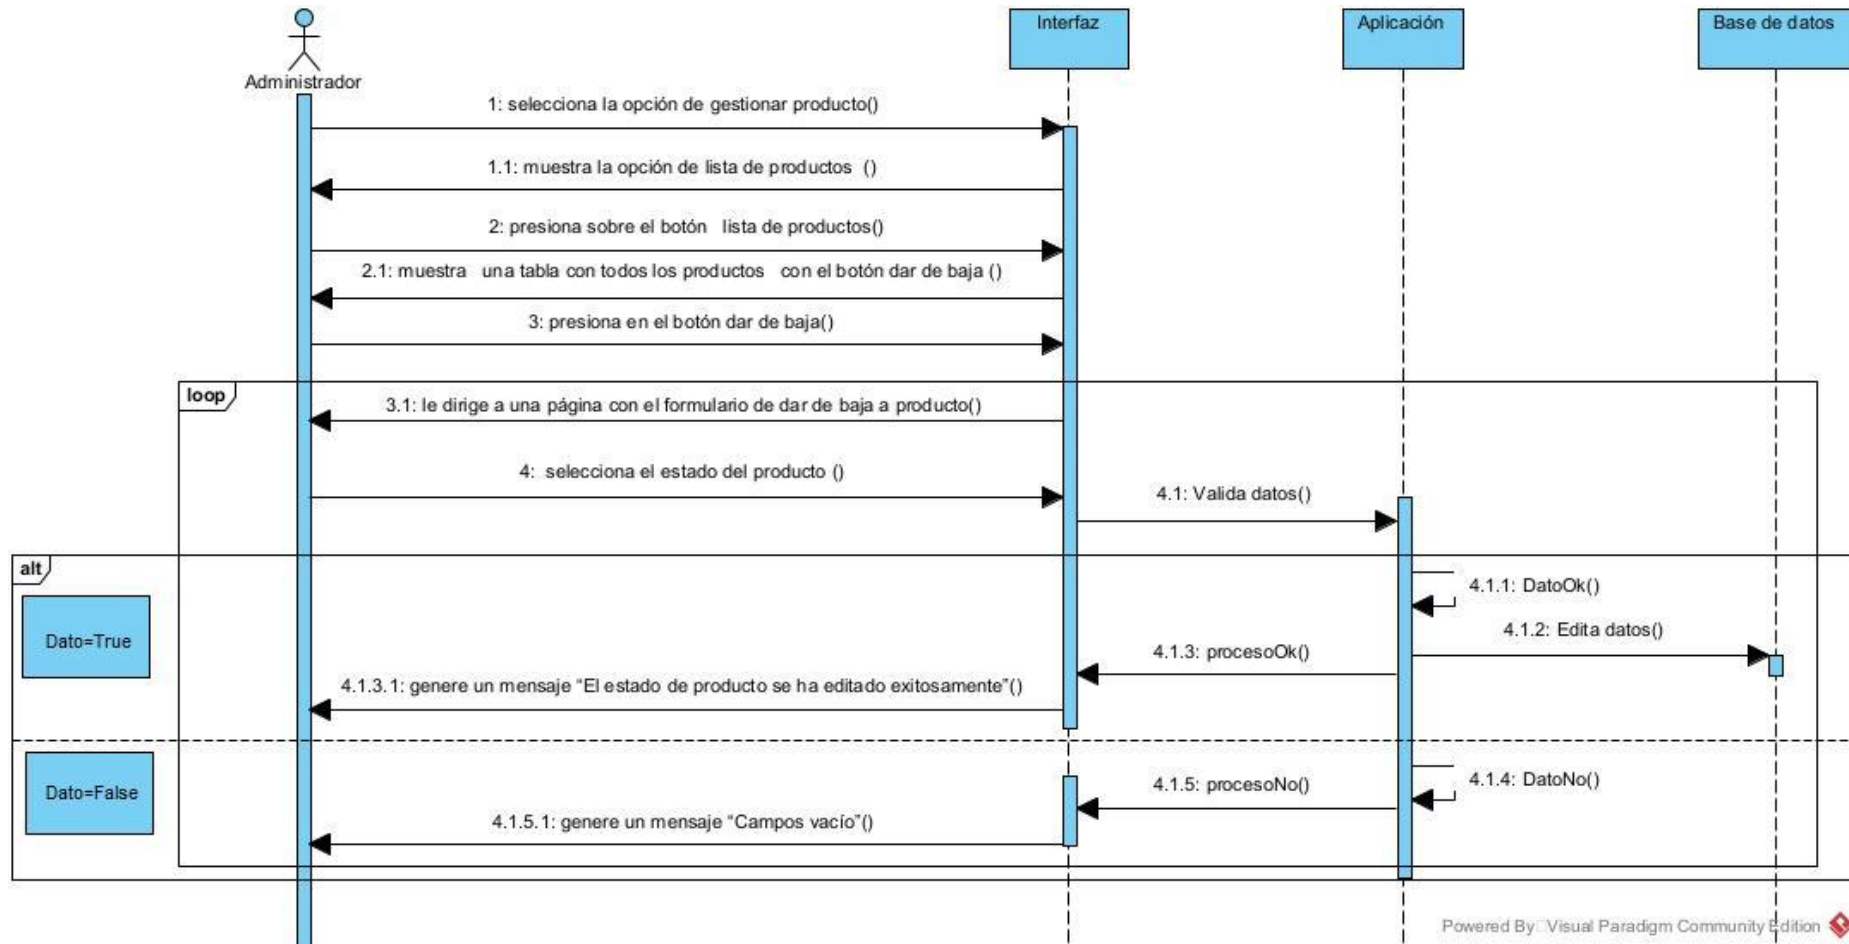 Interfaz
Aplicación
Base de datos
Administrador
1: selecciona la opción de gestionar producto()
1.1: muestra la opción de lista de productos ()
2: presiona sobre el botón lista de productos()
2.1: muestra una tabla con todos los productos con el botón dar de baja ()
3: presiona en el botón dar de baja()
loop
3.1: le dirige a una página con el formulario de dar de baja a producto()
4: selecciona el estado del producto ()
4.1: Valida datos()
alt
4.1.1: DatoOk()
Dato=True
4.1.2: Edita datos()
4.1.3: procesoOk()
4.1.3.1: genere un mensaje “El estado de producto se ha editado exitosamente”()
Dato=False
4.1.4: DatoNo()
4.1.5: procesoNo()
4.1.5.1: genere un mensaje “Campos vacío”()
Powered By Visual Paradigm Community Edition